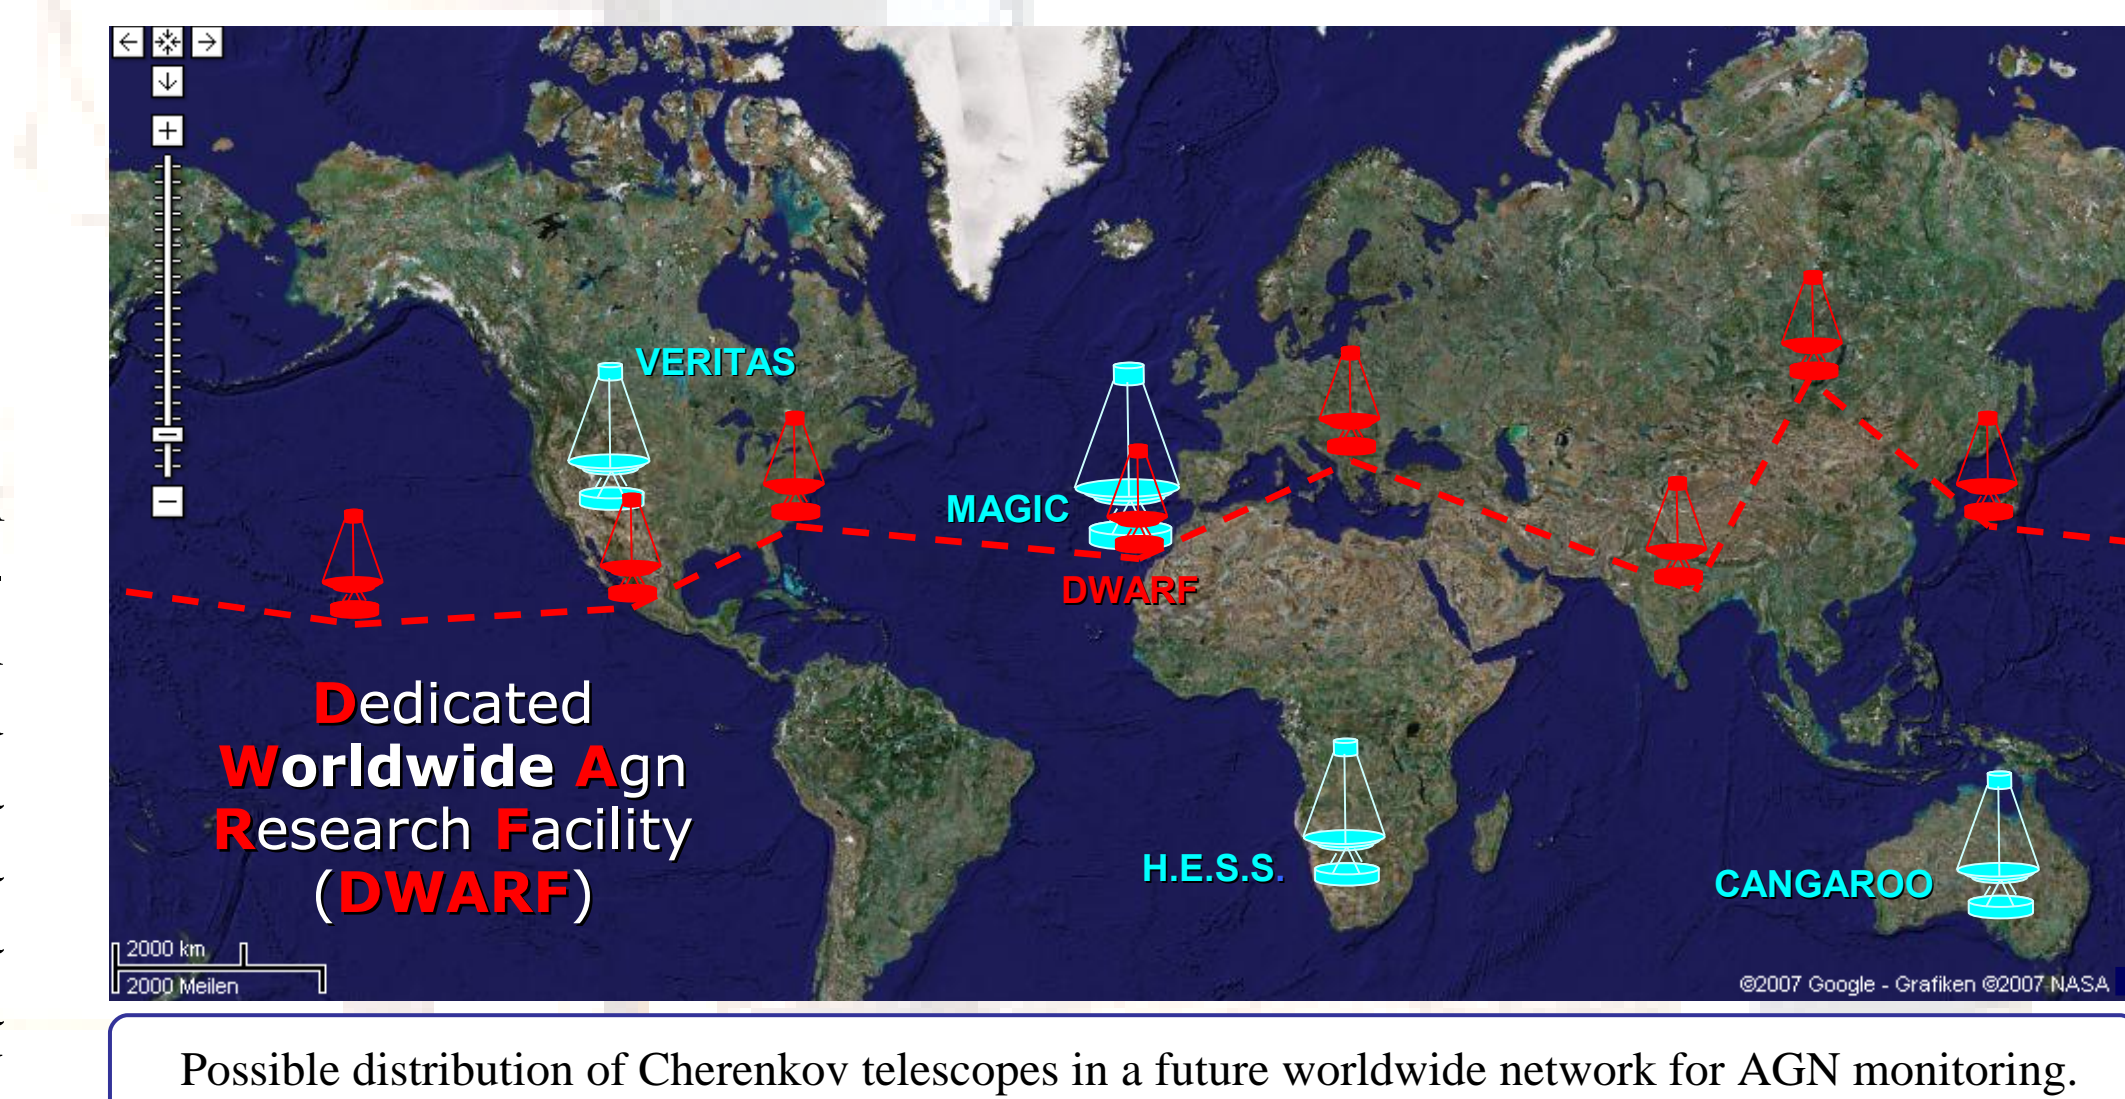 VERITAS
MAGIC
DWARF
H.E.S.S.
CANGAROO
Dedicated
Worldwide Agn
Research Facility
(DWARF)
2000 km
2000 Meilen
©2007 Google - Grafiken ©2007 NASA
Possible distribution of Cherenkov telescopes in a future worldwide network for AGN monitoring.